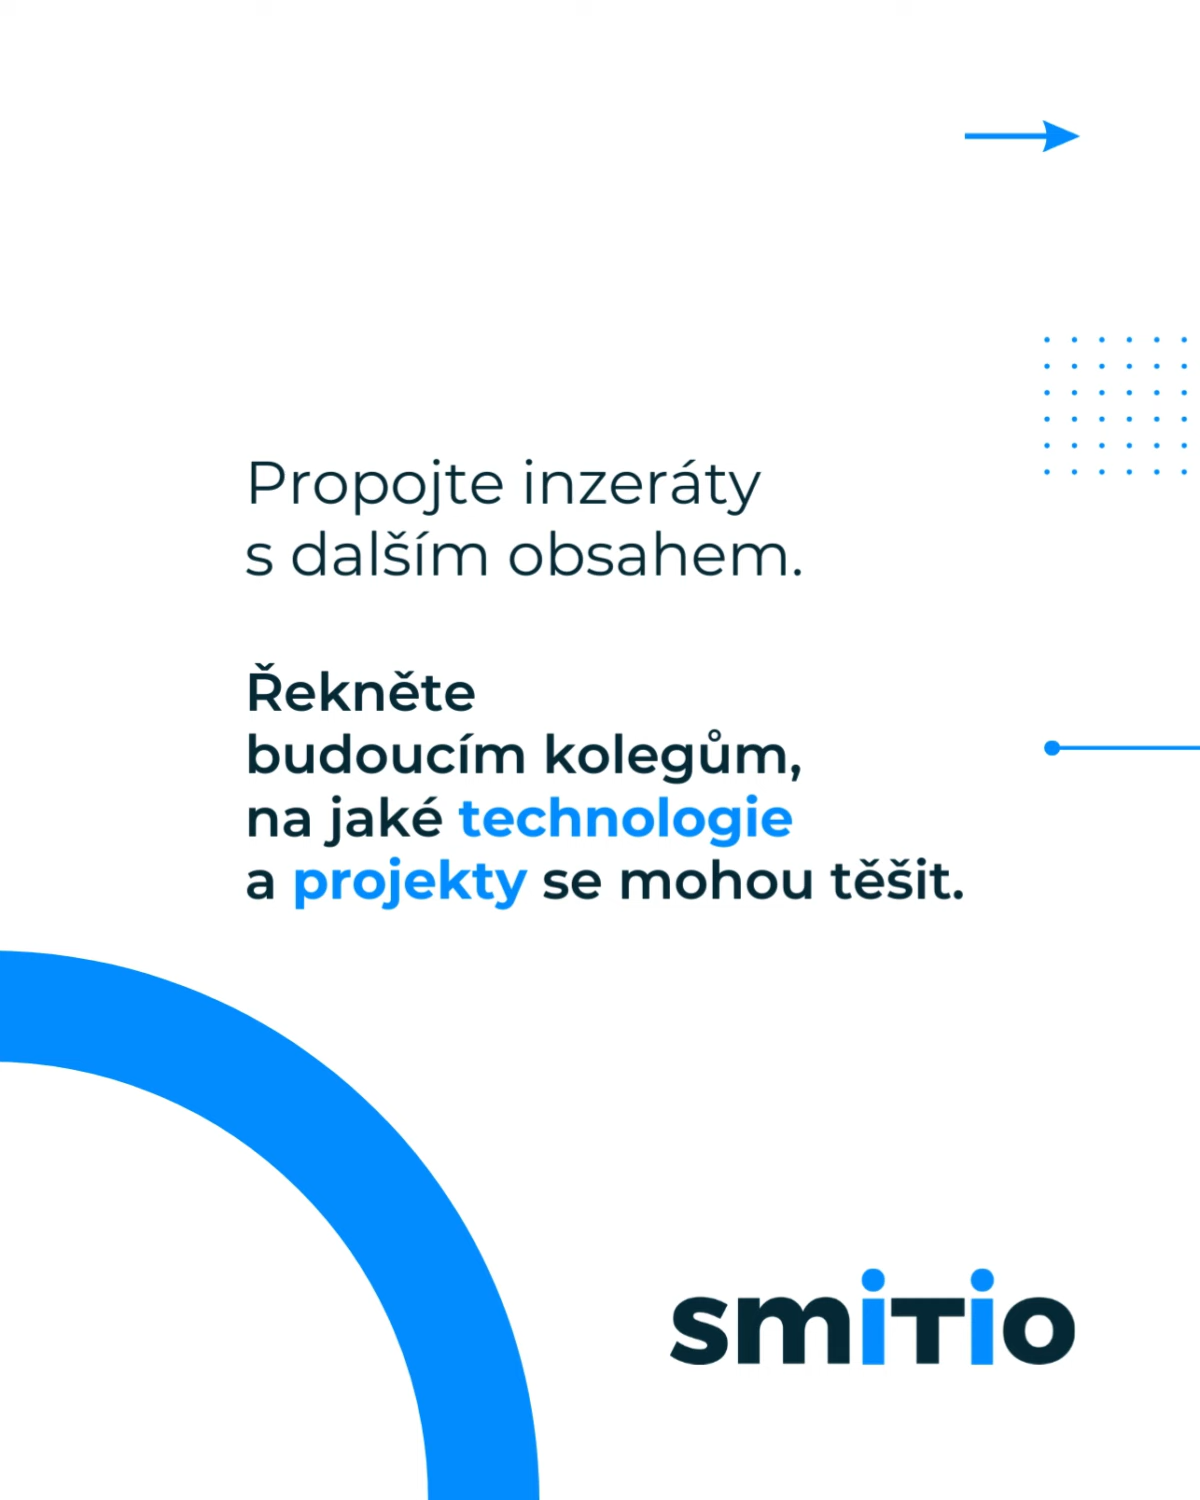 Propojte inzeráty
s dalším obsahem.
Řekněte
budoucím kolegům,
na jaké technologie
a projekty se mohou těšit.
smiTio